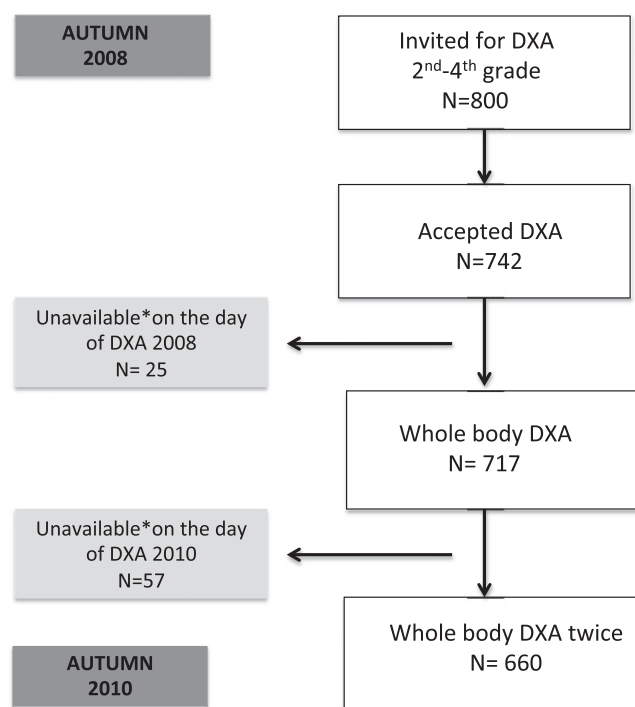 AUTUMN
2008
Invited for DXA
2nd-4th grade
N=800
Accepted DXA
N=742
Unavailable*on the day
of DXA 2008
N= 25
Whole body DXA
N= 717
Unavailable*on the day
of DXA 2010
N=57
Whole body DXA twice
N= 660
AUTUMN
2010